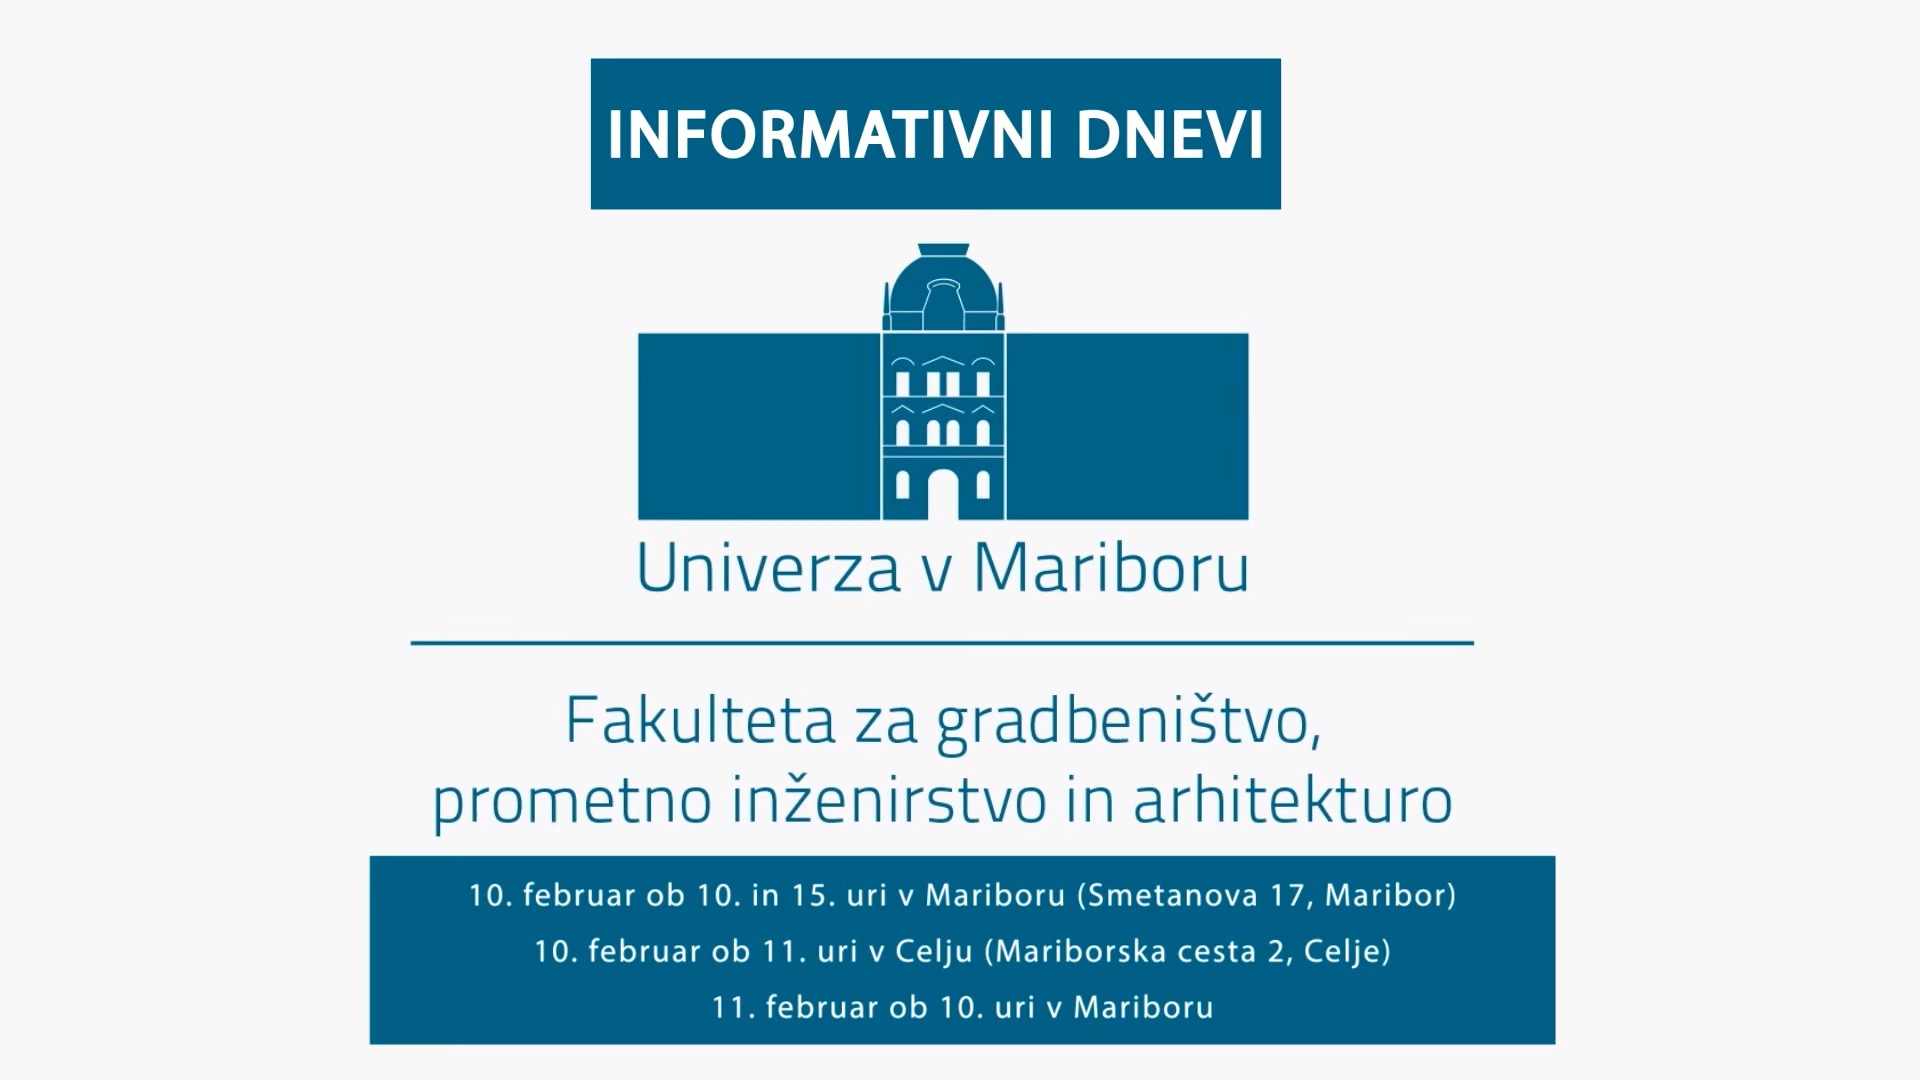 INFORMATIVNI DNEVI
Univerza v Mariboru
Fakulteta za gradbeništvo,
prometno inženirstvo in arhitekturo
10. februar ob 10. in 15. uri v Mariboru (Smetanova 17, Maribor)
10. februar ob 11. uri v Celju (Mariborska cesta 2, Celje)
11. februar ob 10. uri v Mariboru